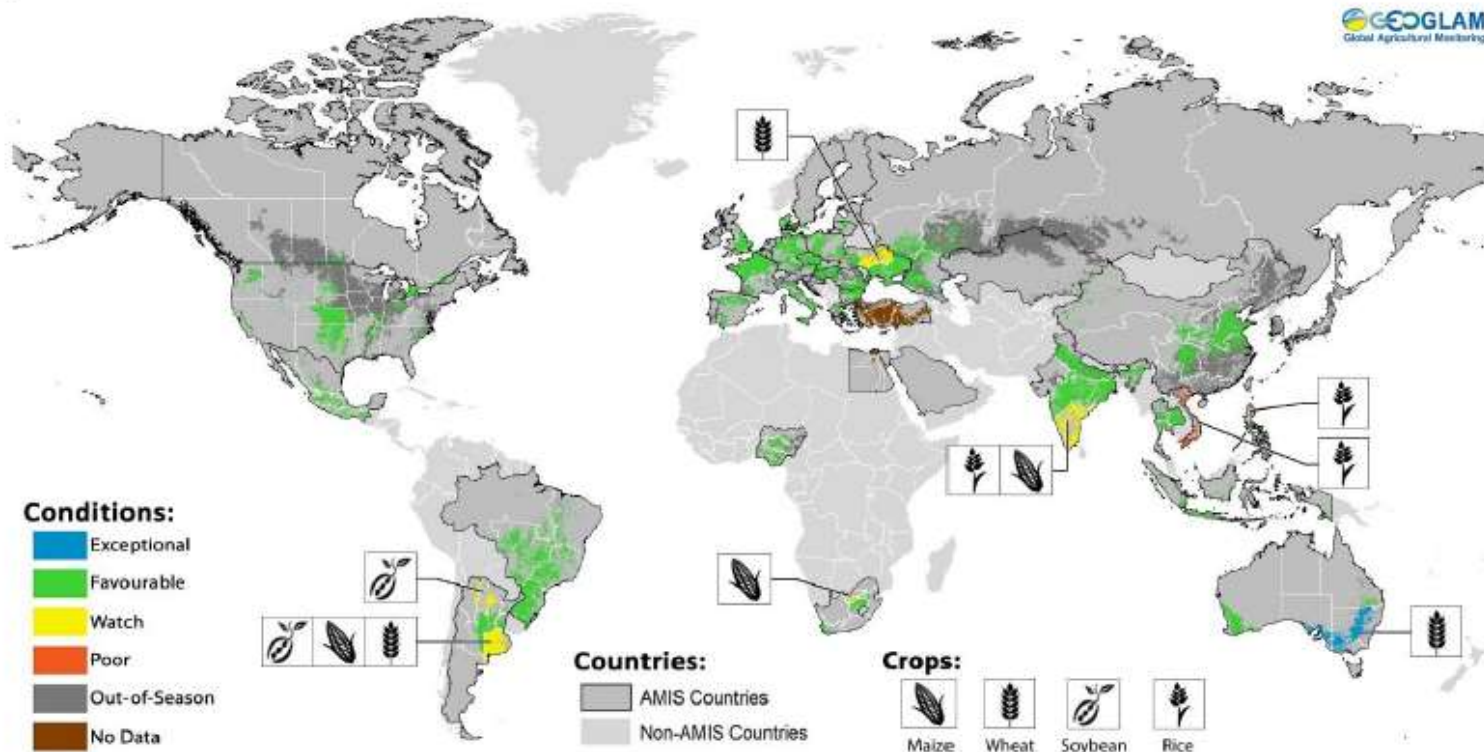 GEOGLAM
Global Agricultural Monitoring
Conditions:
Exceptional
Favourable
Watch
Poor
Out-of-Season
No Data
Countries:
AMIS Countries
Non-AMIS Countries
Crops:
Maize
Wheat
Soybean
Rice